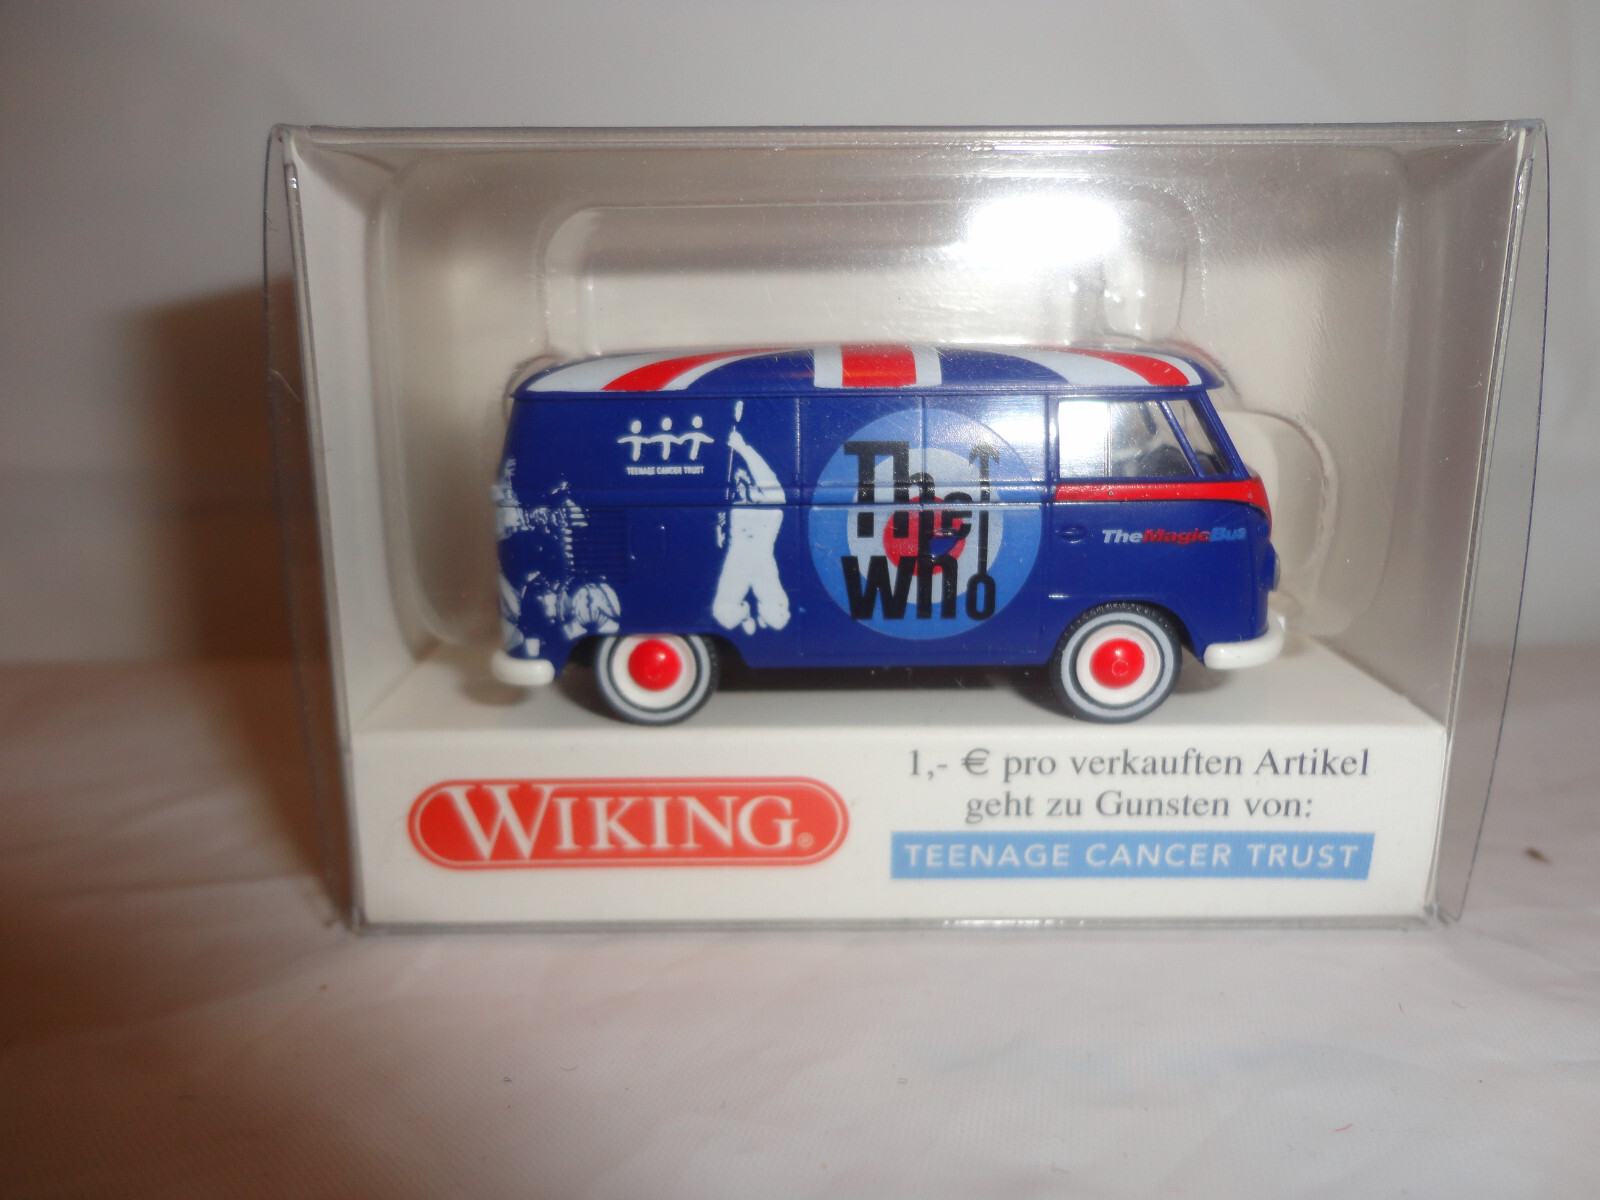 TEENAGE CANCER TRUST
The
Who
TheMagicBus
WIKING®
1,- € pro verkauften Artikel
geht zu Gunsten von:
TEENAGE CANCER TRUST